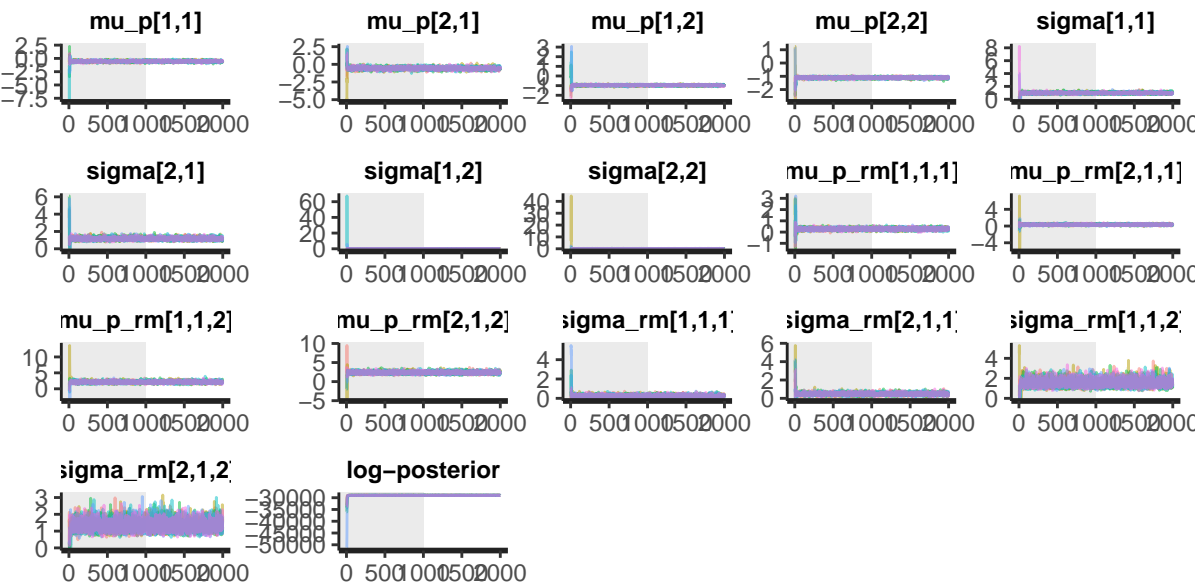 mu_p[1,1] mu_p[2,1] mu_p[1,2] mu_p[2,2] sigma[1,1]
2.5 0.0 −2.5 −5.0 −7.5
2.5 0.0 −2.5 −5.0
3 2 1 0 −1 −2
1 0 −1 −2
8 6 4 2 0
0 500 1000 1500 2000 0 500 1000 1500 2000 0 500 1000 1500 2000 0 500 1000 1500 2000 0 500 1000 1500 2000
sigma[2,1] sigma[1,2] sigma[2,2] mu_p_rm[1,1,1] mu_p_rm[2,1,1]
6 4 2 0
60 40 20 0
40 30 20 10 0
3 2 1 0 −1
4 0 −4
0 500 1000 1500 2000 0 500 1000 1500 2000 0 500 1000 1500 2000 0 500 1000 1500 2000 0 500 1000 1500 2000
mu_p_rm[1,1,2] mu_p_rm[2,1,2] sigma_rm[1,1,1] sigma_rm[2,1,1] sigma_rm[1,1,2]
10 5 0
10 5 0 −5
4 2 0
6 4 2 0
4 2 0
0 500 1000 1500 2000 0 500 1000 1500 2000 0 500 1000 1500 2000 0 500 1000 1500 2000 0 500 1000 1500 2000
sigma_rm[2,1,2] log−posterior
3 2 1 0
−30000 −35000 −40000 −45000 −50000
0 500 1000 1500 2000 0 500 1000 1500 2000